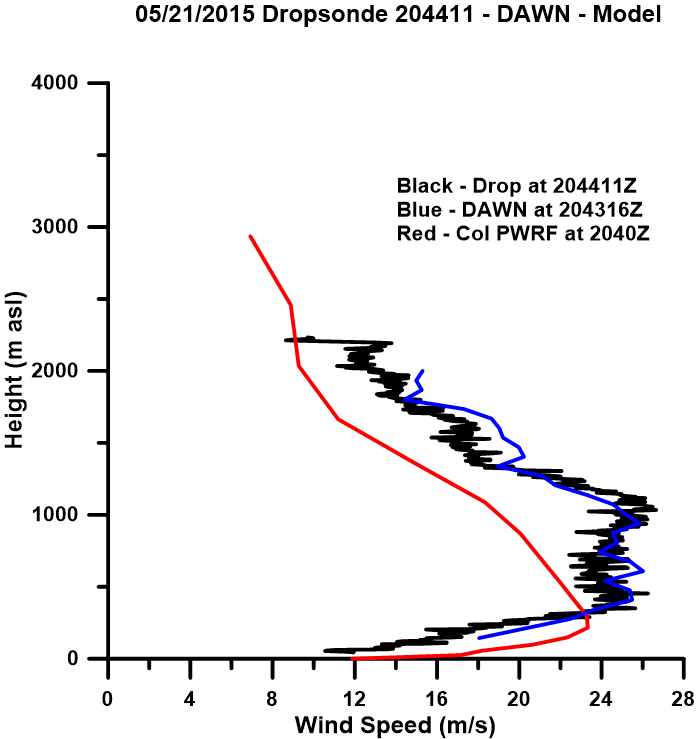 05/21/2015 Dropsonde 204411 - DAWN - Model
4000
Black - Drop at 204411Z
Blue - DAWN at 204316Z
Red - Col PWRF at 2040Z
3000
Height (m asl)
2000
1000
0
0 4 8 12 16 20 24 28
Wind Speed (m/s)